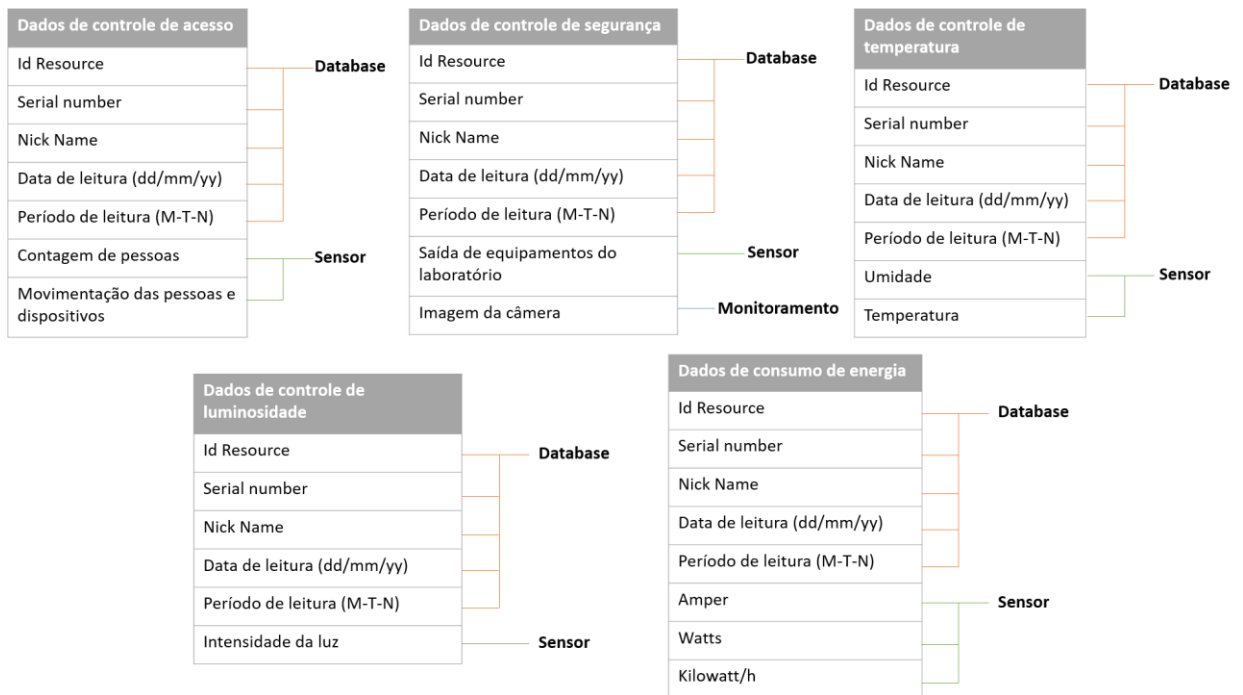 Dados de controle de acesso
Id Resource
Serial number
Nick Name
Data de leitura (dd/mm/yy)
Período de leitura (M-T-N)
Contagem de pessoas
Movimentação das pessoas e
dispositivos
Database
Sensor
Dados de controle de segurança
Id Resource
Serial number
Nick Name
Data de leitura (dd/mm/yy)
Período de leitura (M-T-N)
Saída de equipamentos do
laboratório
Imagem da câmera
Database
Sensor
Monitoramento
Dados de controle de
temperatura
Id Resource
Serial number
Nick Name
Data de leitura (dd/mm/yy)
Período de leitura (M-T-N)
Umidade
Temperatura
Database
Sensor
Dados de controle de
luminosidade
Id Resource
Serial number
Nick Name
Data de leitura (dd/mm/yy)
Período de leitura (M-T-N)
Intensidade da luz
Database
Sensor
Dados de consumo de energia
Id Resource
Serial number
Nick Name
Data de leitura (dd/mm/yy)
Período de leitura (M-T-N)
Amper
Watts
Kilowatt/h
Database
Sensor